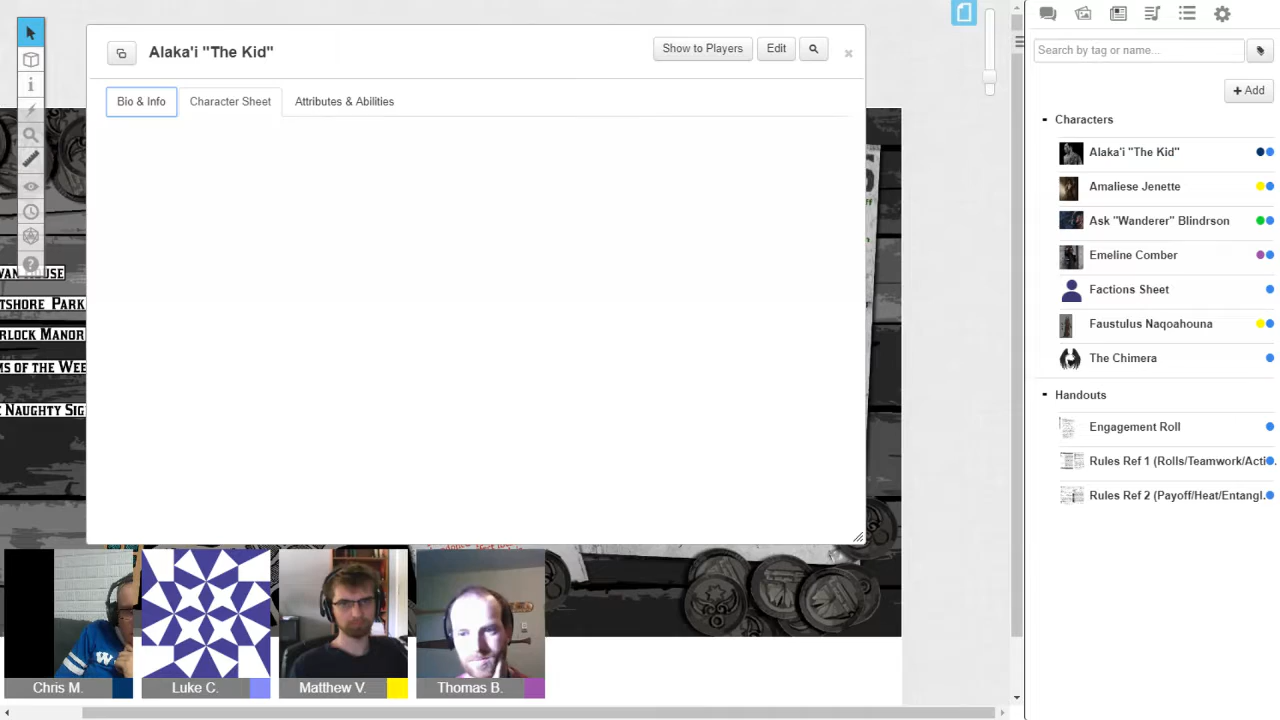 Alaka'i "The Kid"
Show to Players
Edit
Bio & Info
Character Sheet
Attributes & Abilities
TSHORE PARK
RLOCK MANOR
MS OF THE WEE
NAUGHTY SIG
Chris M.
Luke C.
Matthew V.
Thomas B.
Search by tag or name...
+ Add
- Characters
Alaka'i "The Kid"
Amaliese Jenette
Ask "Wanderer" Blindrson
Emeline Comber
Factions Sheet
Faustulus Naqoahouna
The Chimera
- Handouts
Engagement Roll
Rules Ref 1 (Rolls/Teamwork/Acti...
Rules Ref 2 (Payoff/Heat/Entangl...